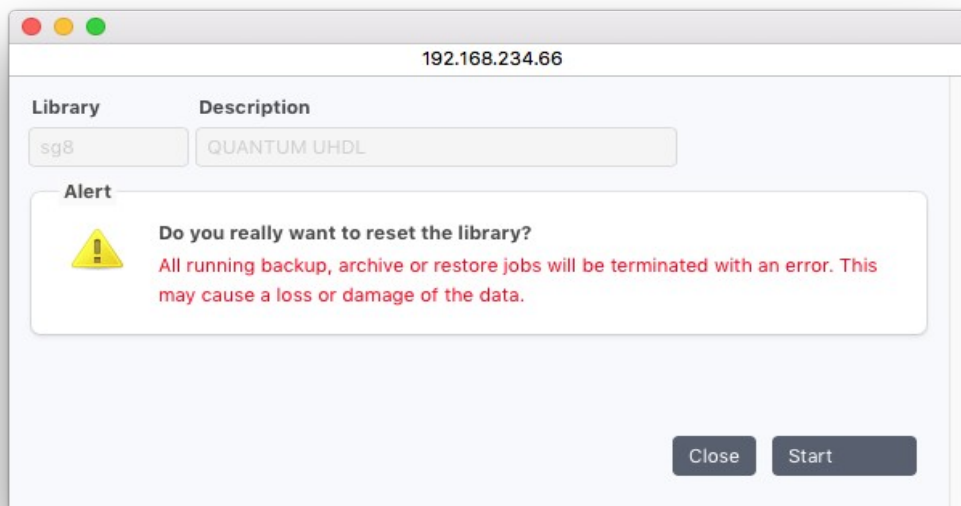 192.168.234.66
Library Description
sg8 QUANTUM UHDL
Alert
Do you really want to reset the library?
All running backup, archive or restore jobs will be terminated with an error. This
may cause a loss or damage of the data.
Close Start